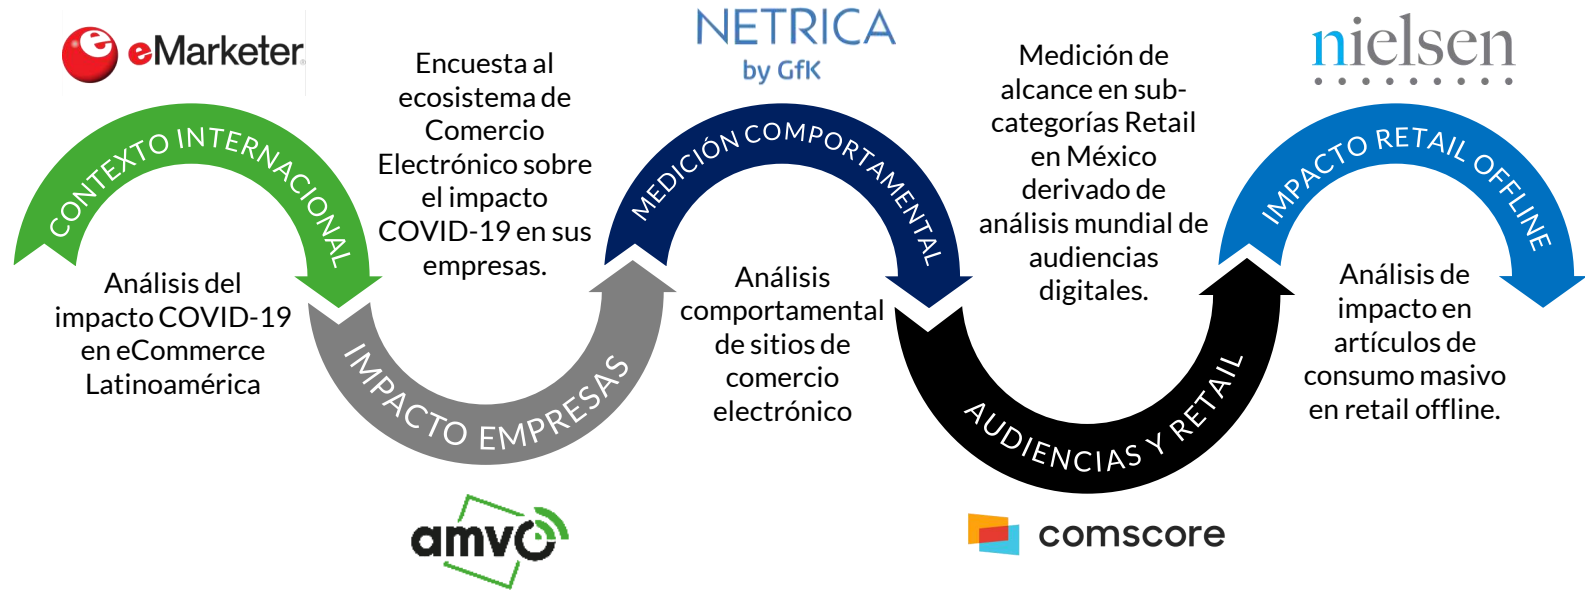 eMarketer
CONTEXTO INTERNACIONAL
Análisis del
impacto COVID-19
en eCommerce
Latinoamérica
Encuesta al
ecosistema de
Comercio
Electrónico sobre
el impacto
COVID-19 en sus
empresas.
IMPACTO EMPRESAS
amvo
NETRICA
by GfK
MEDICIÓN COMPORTAMENTAL
Análisis
comportamental
de sitios de
comercio
electrónico
Medición de
alcance en sub-
categorías Retail
en México
derivado de
análisis mundial de
audiencias
digitales.
AUDIENCIAS Y RETAIL
comscore
nielsen
IMPACTO RETAIL OFFLINE
Análisis de
impacto en
artículos de
consumo masivo
en retail offline.